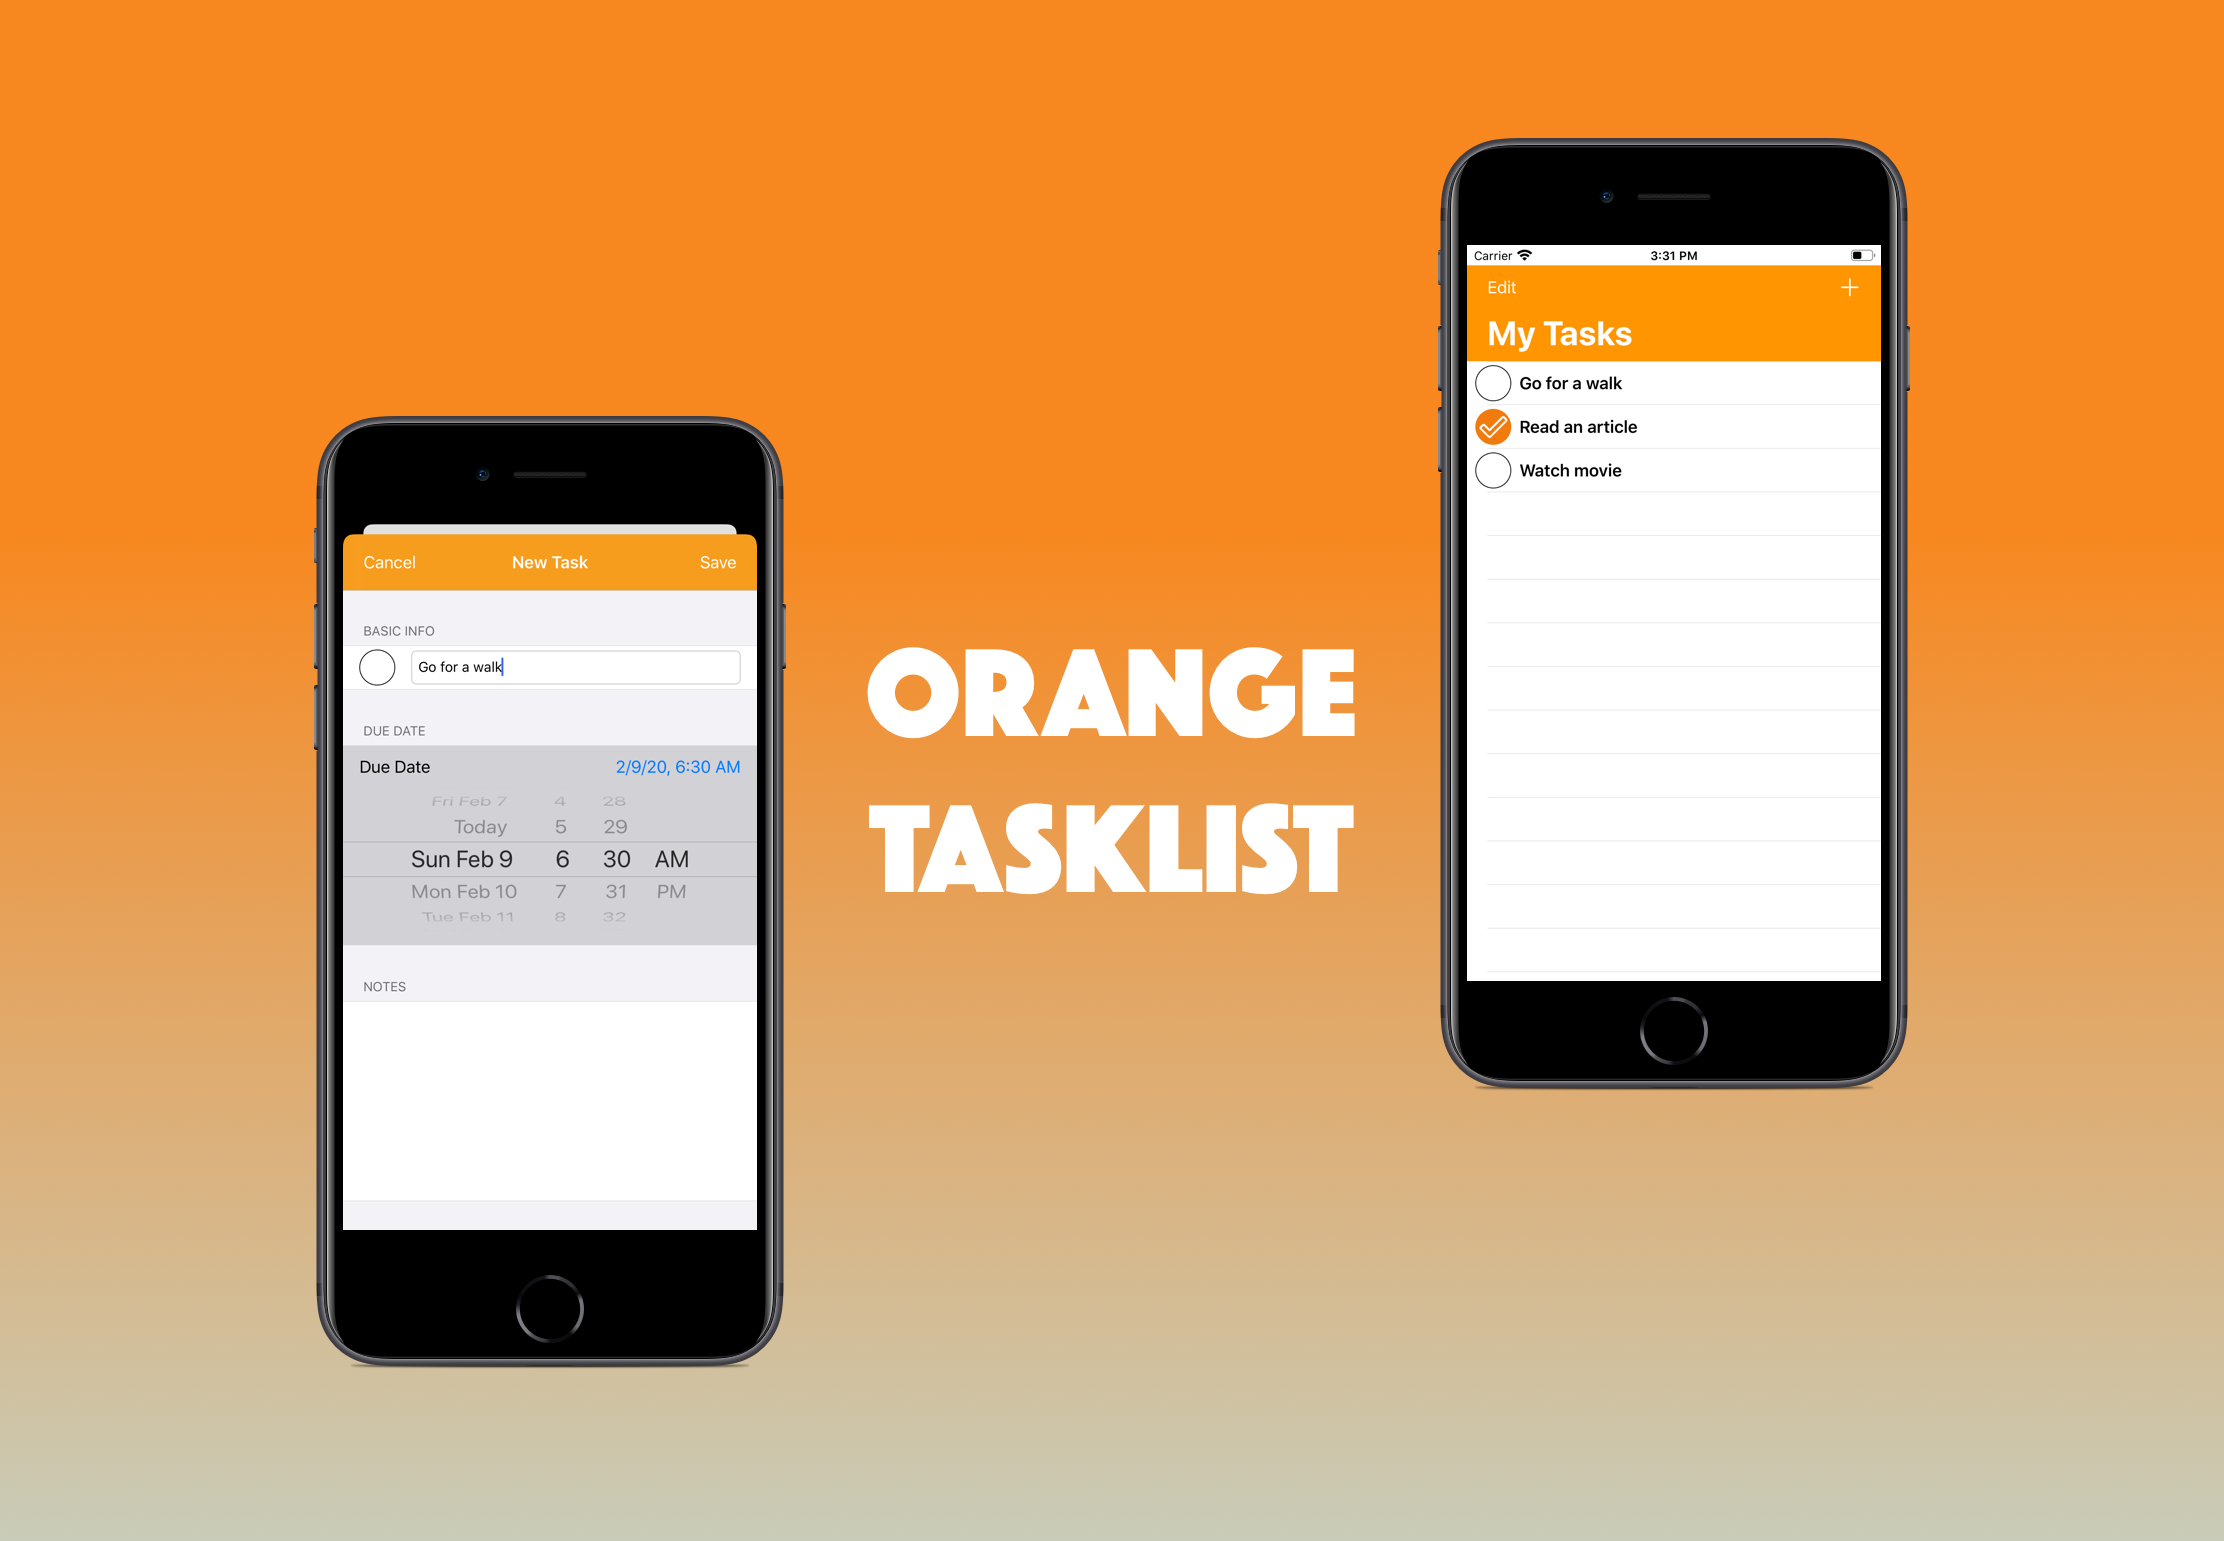 Cancel New Task Save
BASIC INFO
Go for a walk
DUE DATE
Due Date 2/9/20, 6:30 AM
Fri Feb 7 4 28
Today 5 29
Sun Feb 9 6 30 AM
Mon Feb 10 7 31 PM
Tue Feb 11 8 32
NOTES
ORANGE
TASKLIST
Carrier 3:31 PM
Edit +
My Tasks
Go for a walk
Read an article
Watch movie